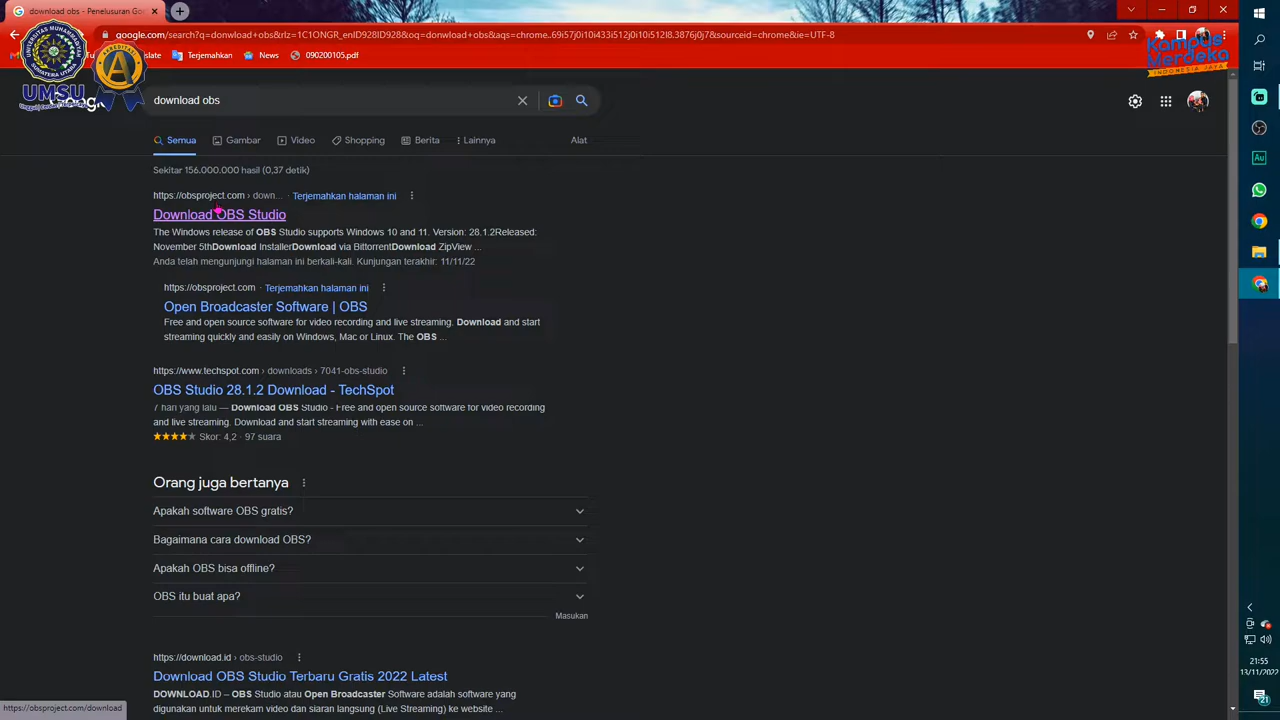 download obs - Penelusuran Go
google.com/search?q=donwload+obs&rlz=1C1ONGR_enID928ID928&oq=donwload+obs&aqs=chrome..69i57j0i10i433i512j0i10i512l8.3876j0j7&sourceid=chrome&ie=UTF-8
Terjemahkan
News
090200105.pdf
UNIVERSITAS MUHAMMADIYAH
SUMATERA UTARA
UMSU
A
Kampus
Merdeka
INDONESIA JAYA
download obs
Semua
Gambar
Video
Shopping
Berita
Lainnya
Alat
Sekitar 156.000.000 hasil (0,37 detik)
https://obsproject.com › down... · Terjemahkan halaman ini
Download OBS Studio
The Windows release of OBS Studio supports Windows 10 and 11. Version: 28.1.2Released:
November 5thDownload InstallerDownload via BittorrentDownload ZipView ...
Anda telah mengunjungi halaman ini berkali-kali. Kunjungan terakhir: 11/11/22
https://obsproject.com · Terjemahkan halaman ini
Open Broadcaster Software | OBS
Free and open source software for video recording and live streaming. Download and start
streaming quickly and easily on Windows, Mac or Linux. The OBS ...
https://www.techspot.com › downloads › 7041-obs-studio
OBS Studio 28.1.2 Download - TechSpot
7 hari yang lalu — Download OBS Studio - Free and open source software for video recording
and live streaming. Download and start streaming with ease on ...
Skor: 4,2 · 97 suara
Orang juga bertanya
Apakah software OBS gratis?
Bagaimana cara download OBS?
Apakah OBS bisa offline?
OBS itu buat apa?
Masukan
https://download.id › obs-studio
Download OBS Studio Terbaru Gratis 2022 Latest
DOWNLOAD.ID – OBS Studio atau Open Broadcaster Software adalah software yang
digunakan untuk merekam video dan siaran langsung (Live Streaming) ke website ...
https://obsproject.com/download
Au
21:55
13/11/2022
21